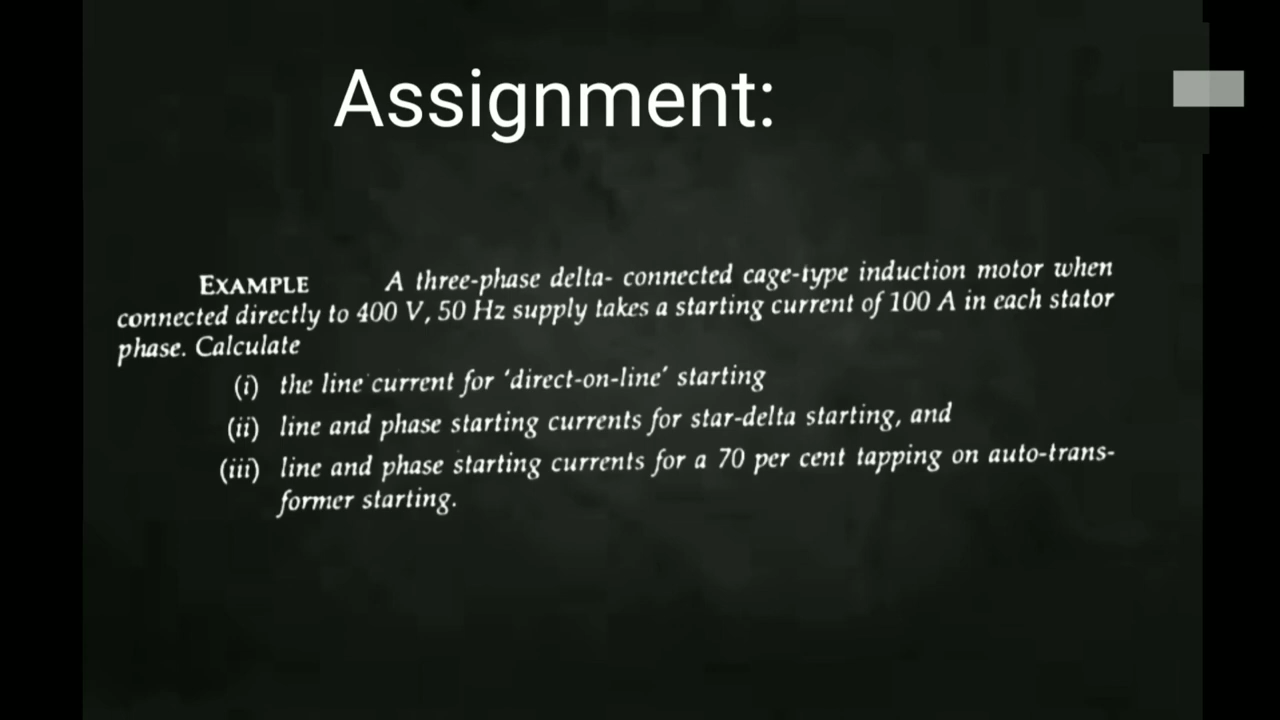 Assignment:
EXAMPLE A three-phase delta- connected cage-type induction motor when
connected directly to 400 V, 50 Hz supply takes a starting current of 100 A in each stator
phase. Calculate
(i) the line current for 'direct-on-line' starting
(ii) line and phase starting currents for star-delta starting, and
(iii) line and phase starting currents for a 70 per cent tapping on auto-trans-
former starting.